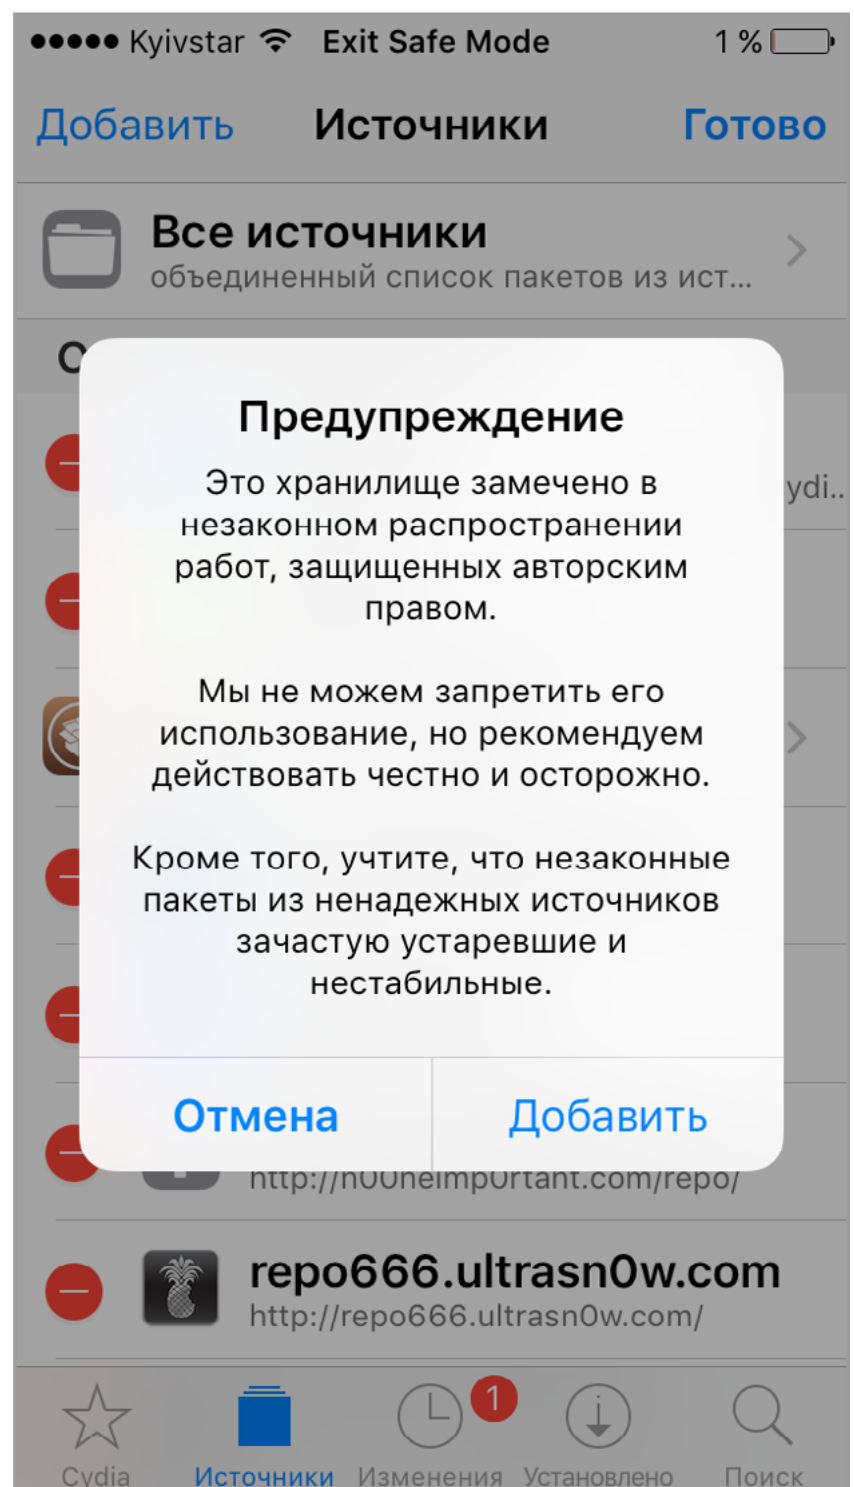 Kyivstar Exit Safe Mode 1 %
Добавить Источники Готово
Все источники
объединенный список пакетов из ист...
Предупреждение
Это хранилище замечено в
незаконном распространении
работ, защищенных авторским
правом.
Мы не можем запретить его
использование, но рекомендуем
действовать честно и осторожно.
Кроме того, учтите, что незаконные
пакеты из ненадежных источников
зачастую устаревшие и
нестабильные.
Отмена Добавить
http://n00neimp0rtant.com/repo/
repo666.ultrasn0w.com
http://repo666.ultrasn0w.com/
1
Cydia Источники Изменения Установлено Поиск